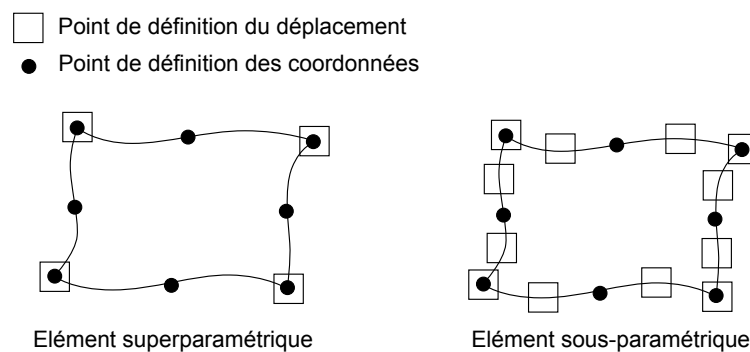 Point de définition du déplacement
Point de définition des coordonnées
Elément superparamétrique
Elément sous-paramétrique